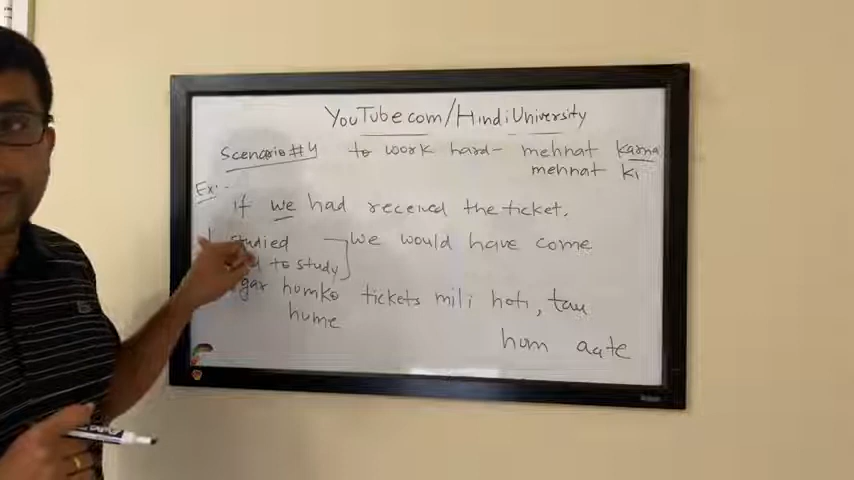 YouTube.com/HindiUniversity
Scenario #4 to work hard - mehnat karna
mehnat ki
Ex:-
if we had received the ticket,
I studied we would have come
to study
agar humko tickets mili hoti, tau
hume
hum aate